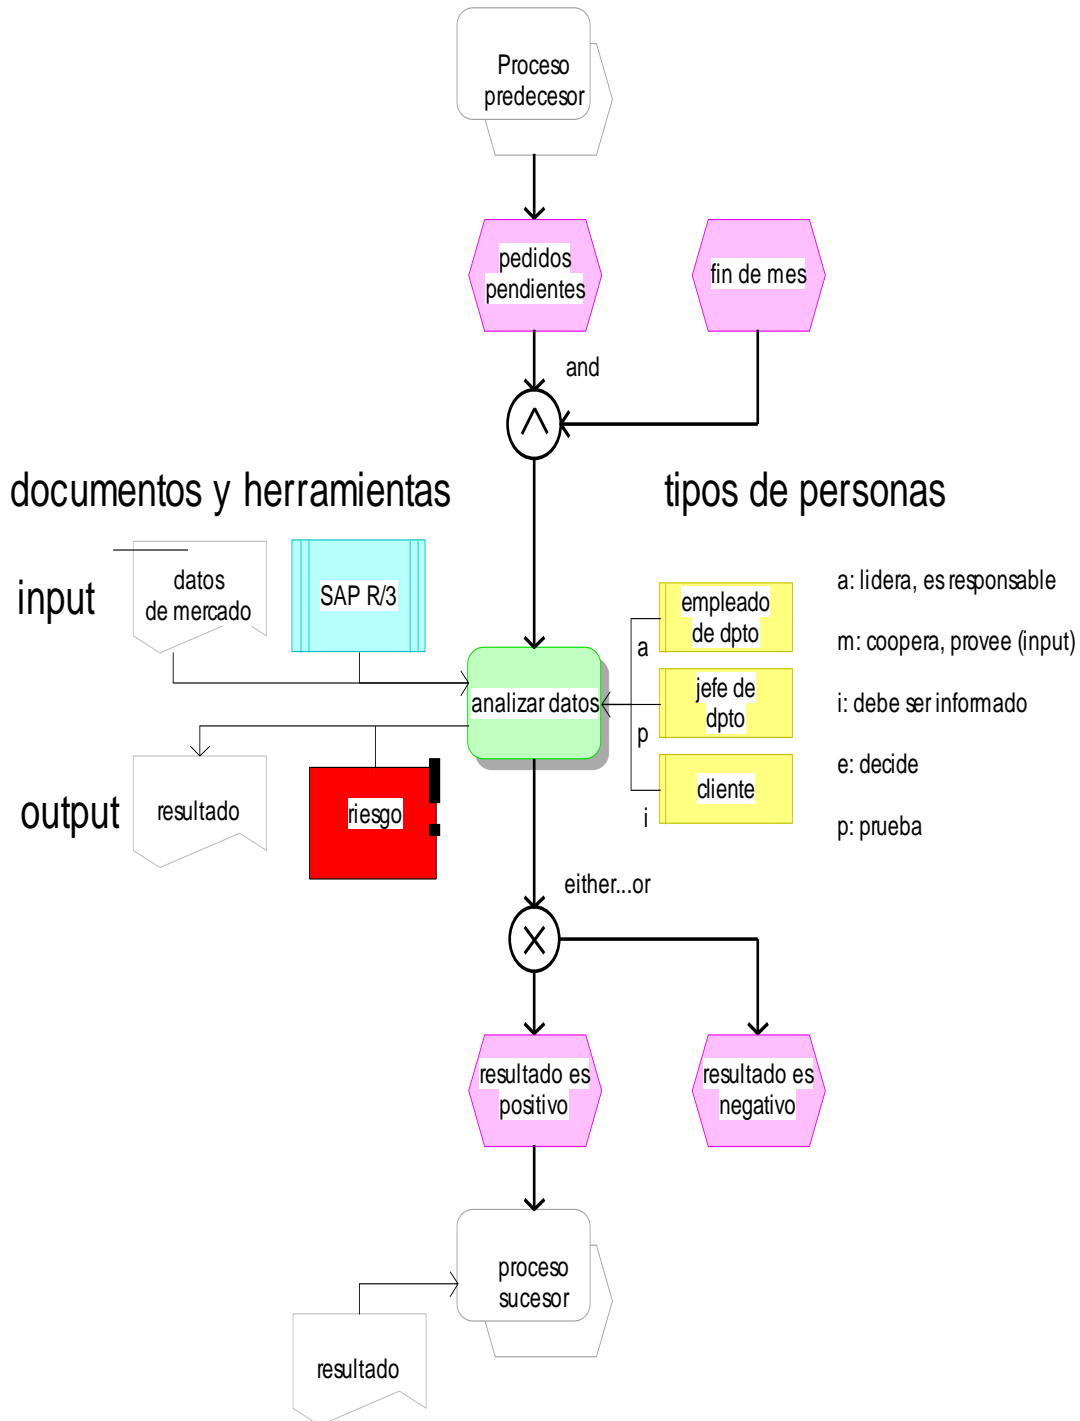 Proceso
predecesor
pedidos
pendientes
fin de mes
and
documentos y herramientas
tipos de personas
input
datos
de mercado
SAP R/3
empleado
de dpto
a
a: lidera, es responsable
m: coopera, provee (input)
analizar datos
jefe de
dpto
p
i: debe ser informado
e: decide
output
resultado
riesgo
cliente
i
p: prueba
either...or
resultado es
positivo
resultado es
negativo
proceso
sucesor
resultado